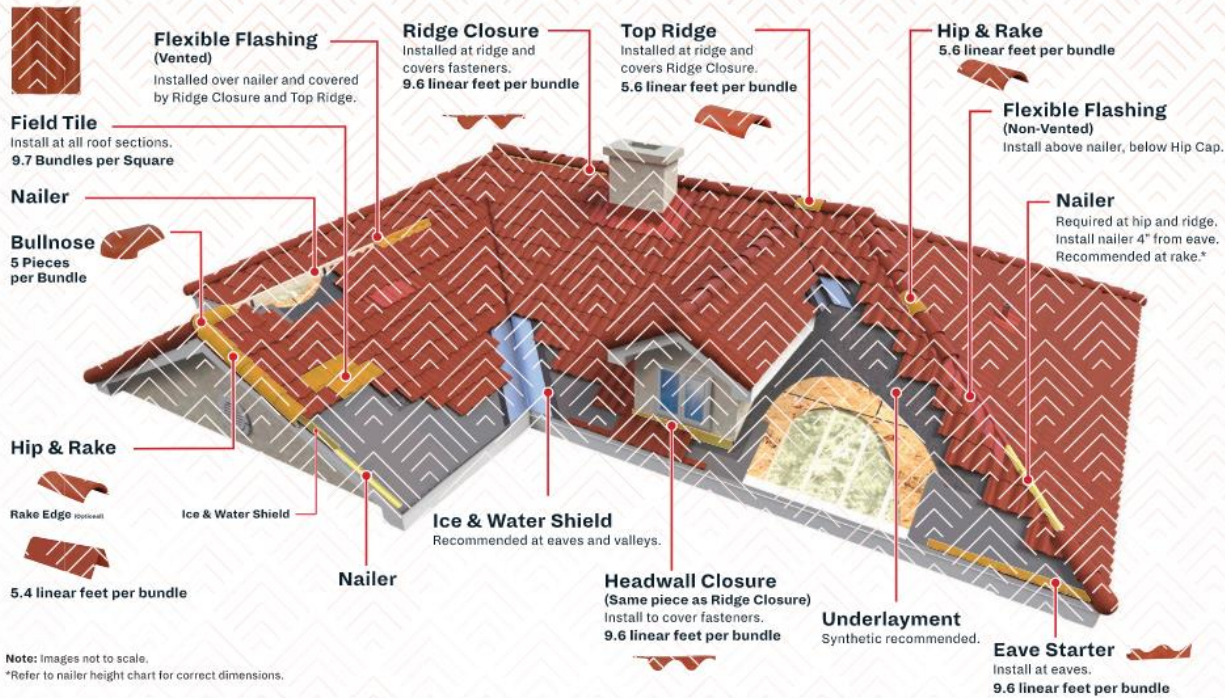 Flexible Flashing
(Vented)
Installed over nailer and covered
by Ridge Closure and Top Ridge.
Ridge Closure
Installed at ridge and
covers fasteners.
9.6 linear feet per bundle
Top Ridge
Installed at ridge and
covers Ridge Closure.
5.6 linear feet per bundle
Hip & Rake
5.6 linear feet per bundle
Flexible Flashing
(Non-Vented)
Install above nailer, below Hip Cap.
Field Tile
Install at all roof sections.
9.7 Bundles per Square
Nailer
Bullnose
5 Pieces
per Bundle
Nailer
Required at hip and ridge.
Install nailer 4" from eave.
Recommended at rake.*
Hip & Rake
Rake Edge (Optional)
5.4 linear feet per bundle
Ice & Water Shield
Nailer
Ice & Water Shield
Recommended at eaves and valleys.
Headwall Closure
(Same piece as Ridge Closure)
Install to cover fasteners.
9.6 linear feet per bundle
Underlayment
Synthetic recommended.
Eave Starter
Install at eaves.
9.6 linear feet per bundle
Note: Images not to scale.
*Refer to nailer height chart for correct dimensions.